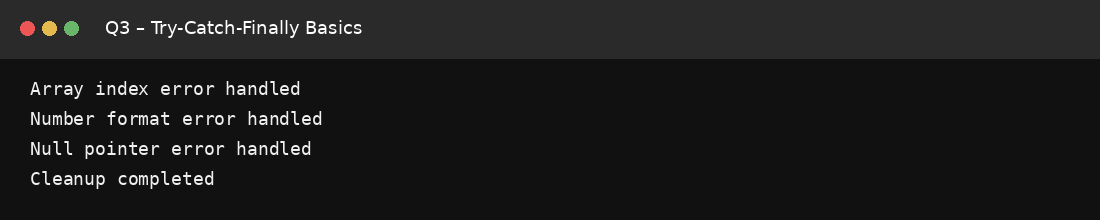 Q3 – Try-Catch-Finally Basics
Array index error handled
Number format error handled
Null pointer error handled
Cleanup completed